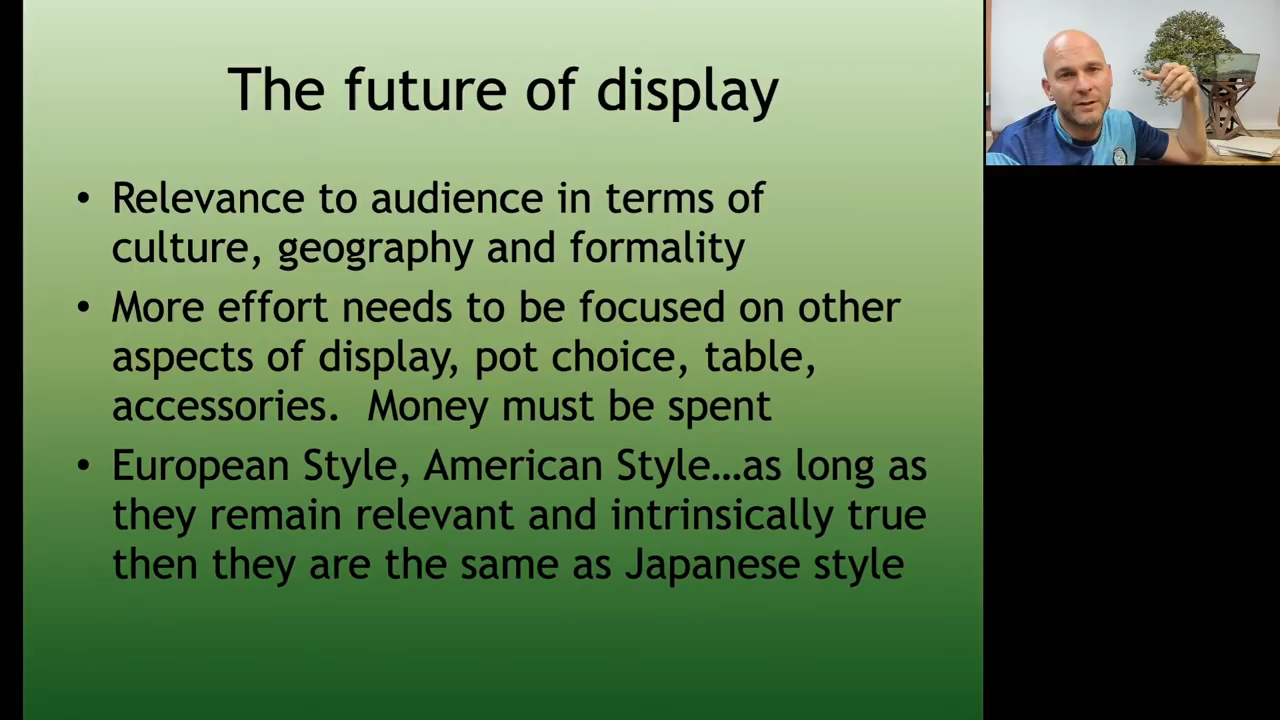 The future of display
• Relevance to audience in terms of
culture, geography and formality
• More effort needs to be focused on other
aspects of display, pot choice, table,
accessories.  Money must be spent
• European Style, American Style…as long as
they remain relevant and intrinsically true
then they are the same as Japanese style